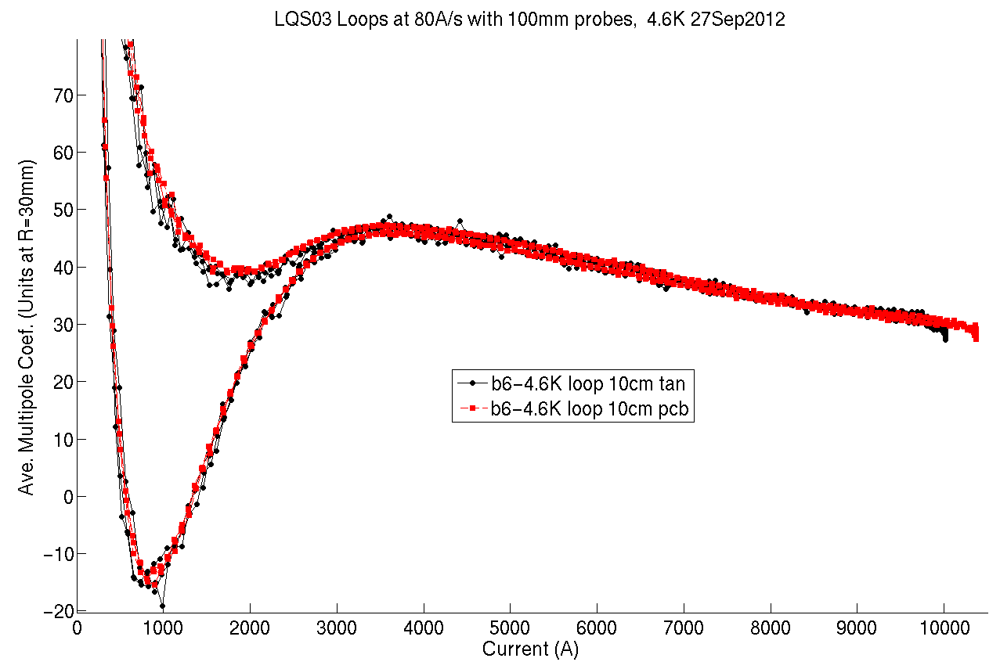 LQS03 Loops at 80A/s with 100mm probes,  4.6K 27Sep2012
Ave. Multipole Coef. (Units at R=30mm)
70
60
50
40
30
20
10
0
−10
−20
b6−4.6K loop 10cm tan
b6−4.6K loop 10cm pcb
0 1000 2000 3000 4000 5000 6000 7000 8000 9000 10000
Current (A)